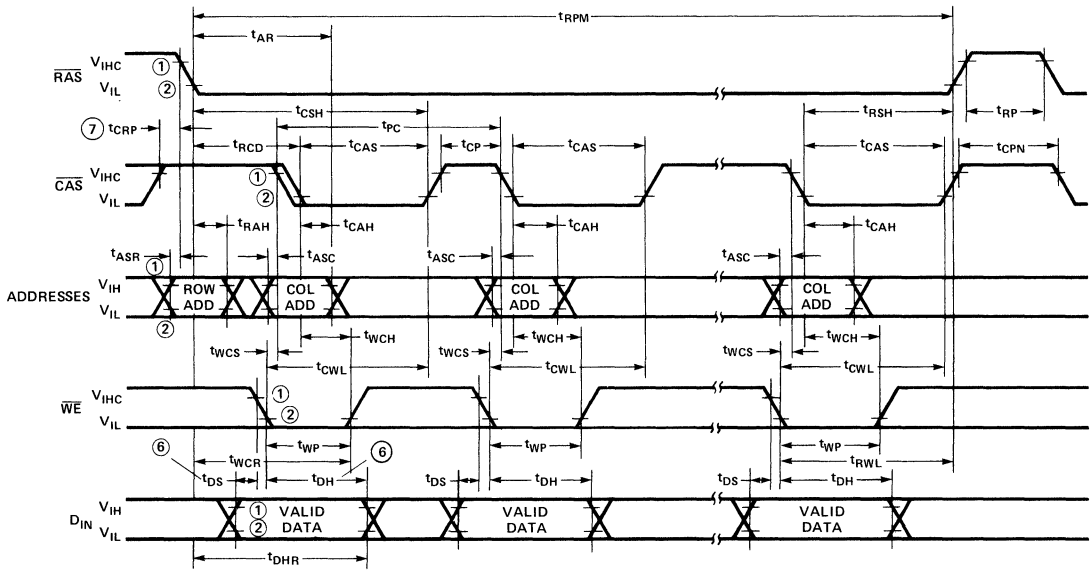 tRPM
tAR
RAS VIHC ①
VIL ②
tCSH tRSH tRP
⑦ tCRP tPC
tRCD tCAS tCP tCAS tCAS tCPN
CAS VIHC ①
VIL ②
tRAH tCAH tCAH tCAH
tASR tASC tASC tASC
①
ADDRESSES VIH ROW ADD COL ADD COL ADD COL ADD
VIL
②
tWCH tWCH tWCH
tWCS tWCS tWCS
tCWL tCWL tCWL
WE VIHC ①
VIL ②
tWP tWP tWP
⑥ tWCR ⑥ tRWL
tDS tDH tDS tDH tDS tDH
DIN VIH ① VALID DATA VALID DATA VALID DATA
VIL ②
tDHR